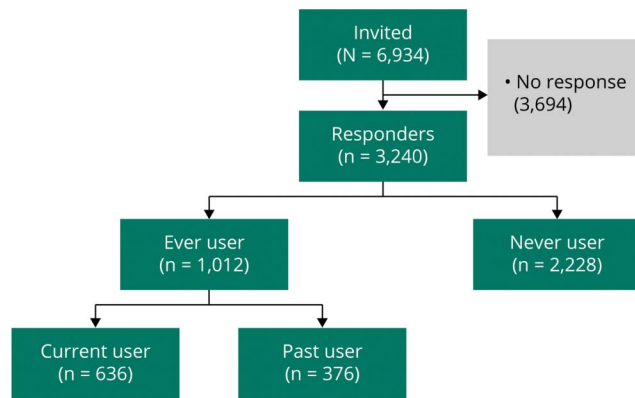 Invited
(N = 6,934)
• No response
(3,694)
Responders
(n = 3,240)
Ever user
(n = 1,012)
Never user
(n = 2,228)
Current user
(n = 636)
Past user
(n = 376)